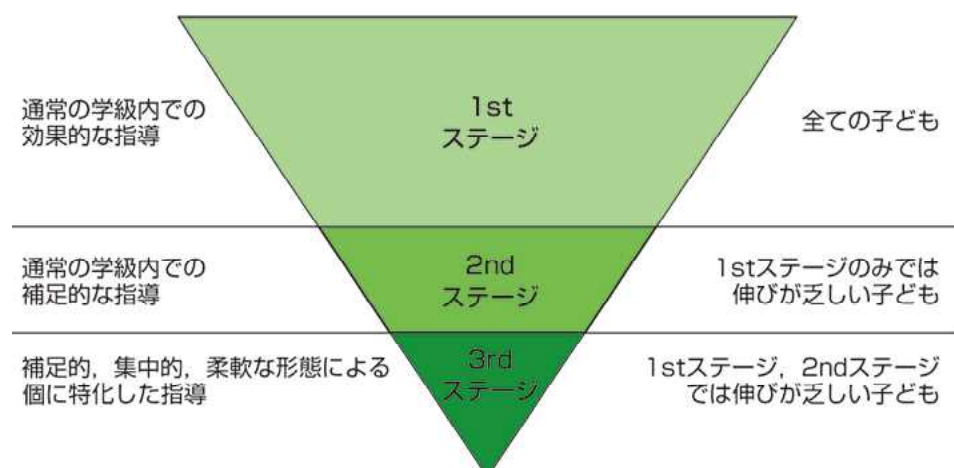 通常の学級内での
効果的な指導
1st
ステージ
全ての子ども
通常の学級内での
補足的な指導
2nd
ステージ
1stステージのみでは
伸びが乏しい子ども
補足的，集中的，柔軟な形態による
個に特化した指導
3rd
ステージ
1stステージ，2ndステージ
では伸びが乏しい子ども